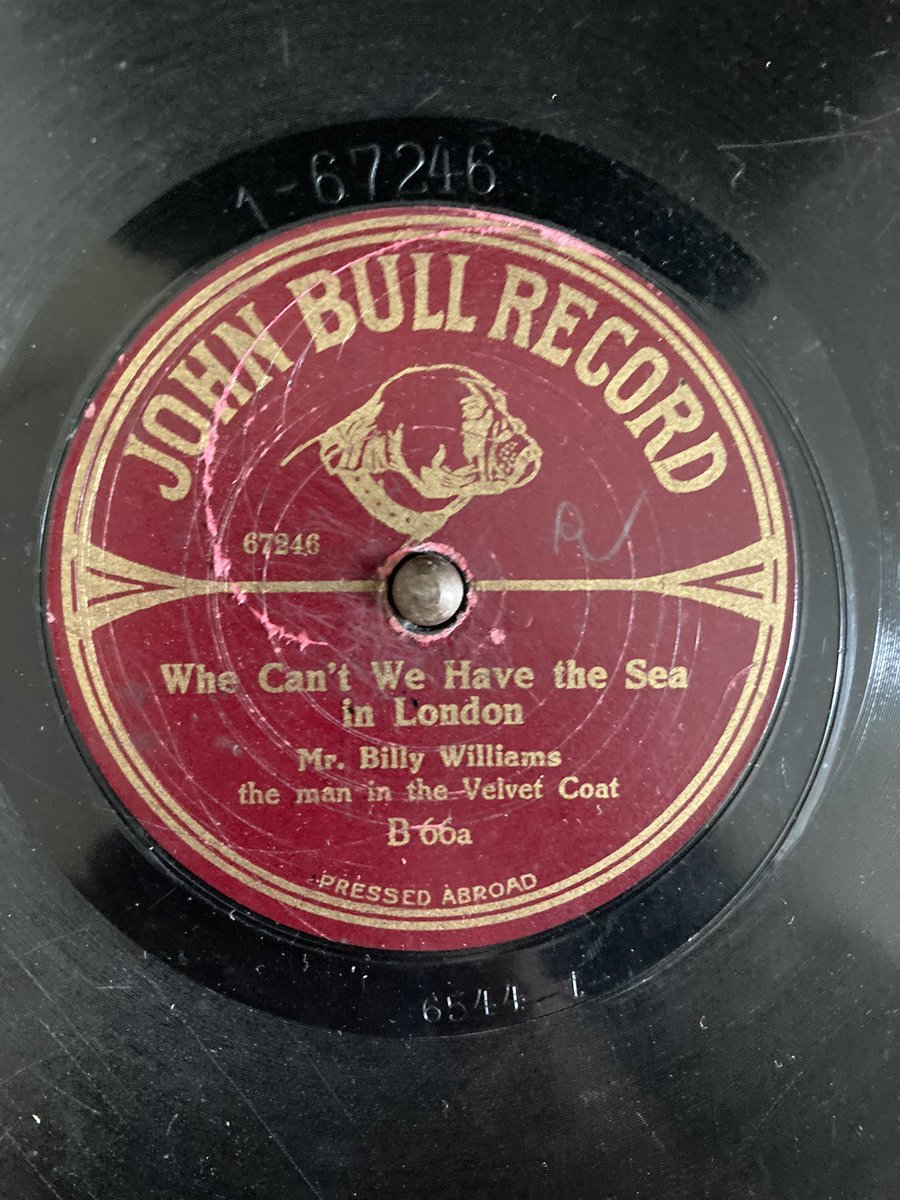 1-67246
JOHN BULL RECORD
67246
Whe Can't We Have the Sea
in London
Mr. Billy Williams
the man in the Velvet Coat
B 66a
PRESSED ABROAD
6544-1